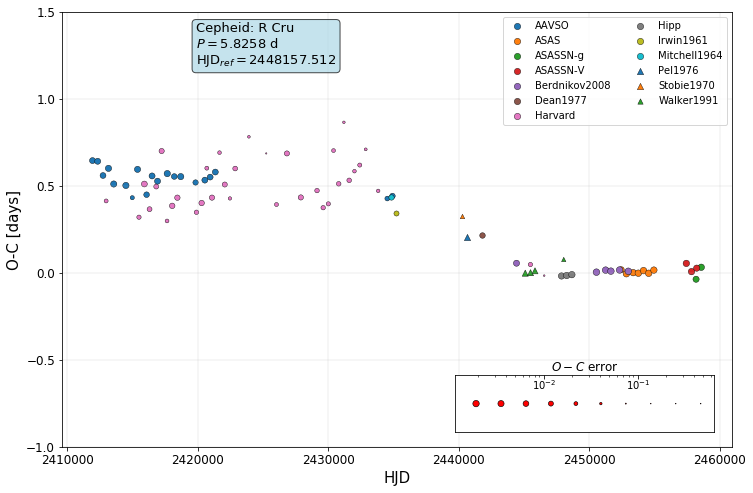 Cepheid: R Cru
P = 5.8258 d
HJD_ref = 2448157.512
AAVSO
ASAS
ASASSN-g
ASASSN-V
Berdnikov2008
Dean1977
Harvard
Hipp
Irwin1961
Mitchell1964
Pel1976
Stobie1970
Walker1991
1.5
1.0
0.5
0.0
−0.5
−1.0
O-C [days]
O − C error
10⁻² 10⁻¹
2410000 2420000 2430000 2440000 2450000 2460000
HJD